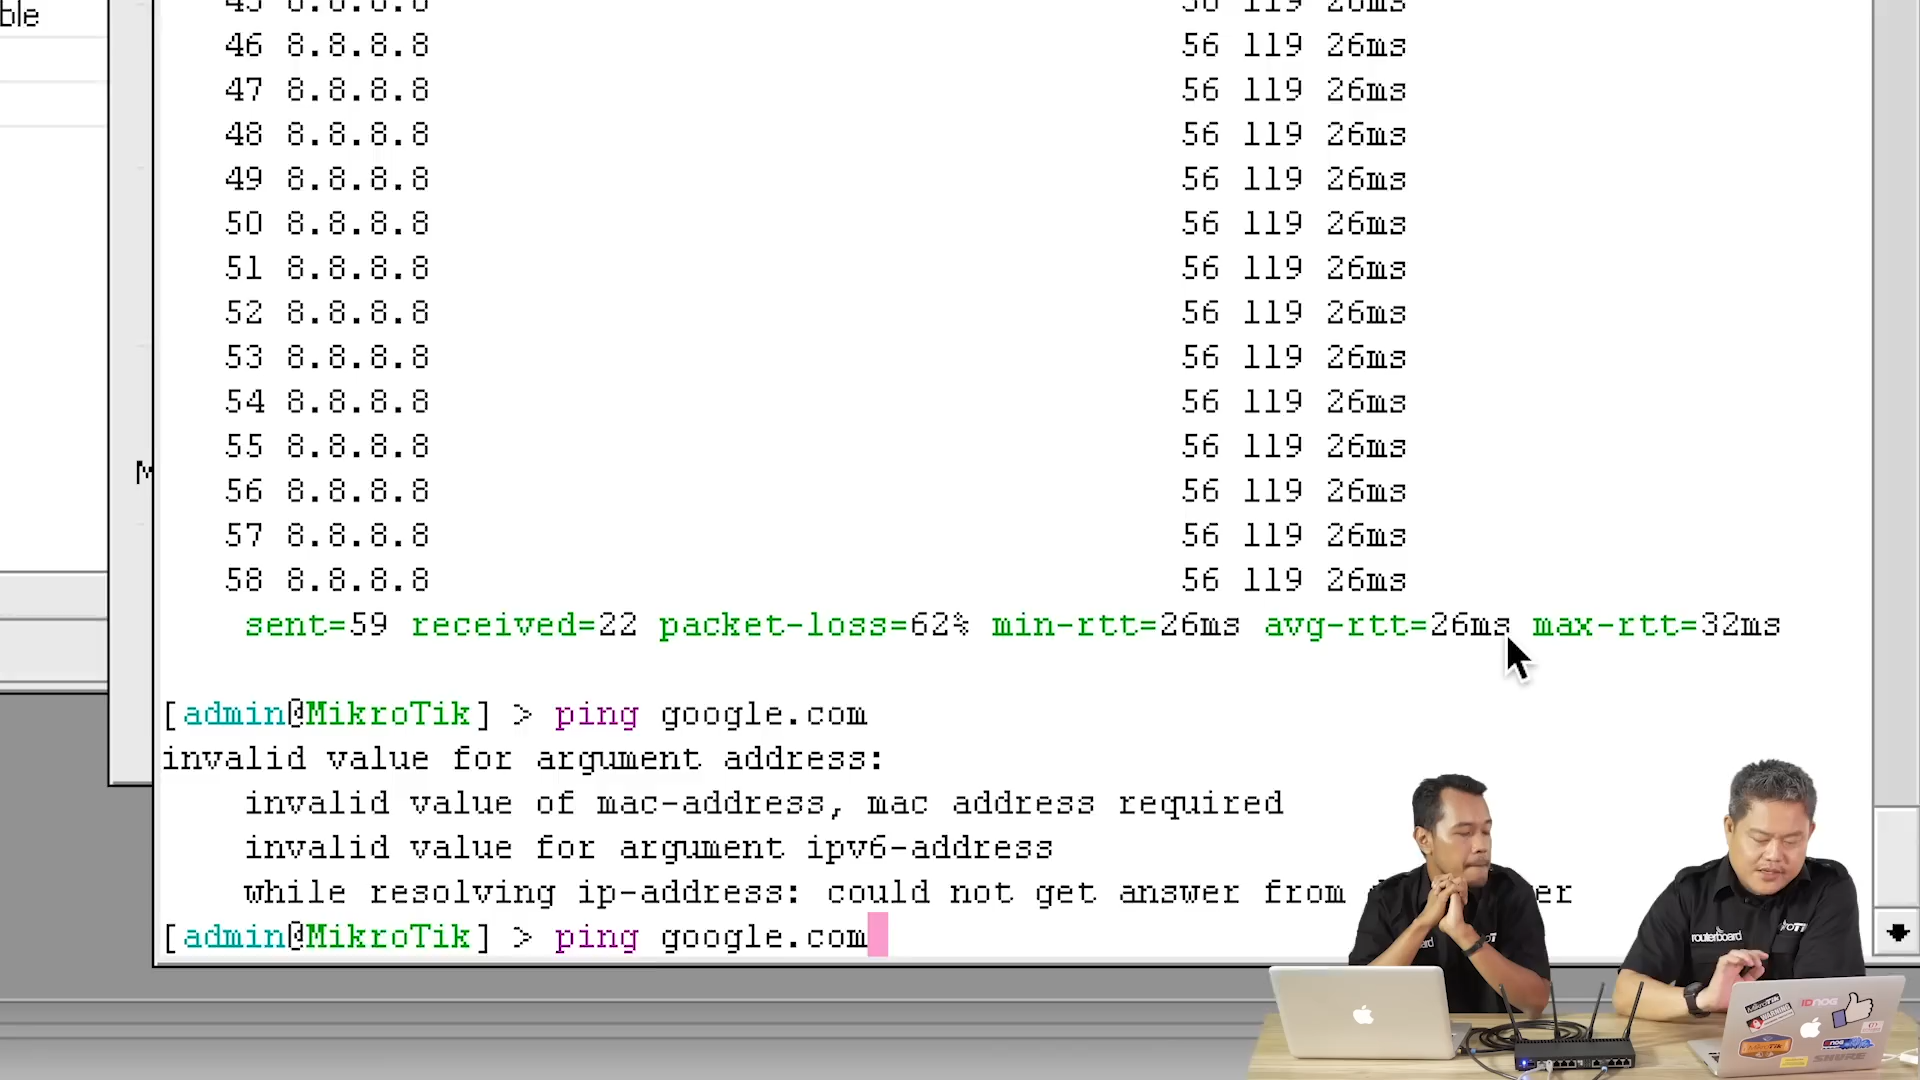 ble
46 8.8.8.8 56 119 26ms
47 8.8.8.8 56 119 26ms
48 8.8.8.8 56 119 26ms
49 8.8.8.8 56 119 26ms
50 8.8.8.8 56 119 26ms
51 8.8.8.8 56 119 26ms
52 8.8.8.8 56 119 26ms
53 8.8.8.8 56 119 26ms
54 8.8.8.8 56 119 26ms
55 8.8.8.8 56 119 26ms
56 8.8.8.8 56 119 26ms
57 8.8.8.8 56 119 26ms
58 8.8.8.8 56 119 26ms
sent=59 received=22 packet-loss=62% min-rtt=26ms avg-rtt=26ms max-rtt=32ms
[admin@MikroTik] > ping google.com
invalid value for argument address:
invalid value of mac-address, mac address required
invalid value for argument ipv6-address
while resolving ip-address: could not get answer from
[admin@MikroTik] > ping google.com
routerboard
IDNOG
SHURE